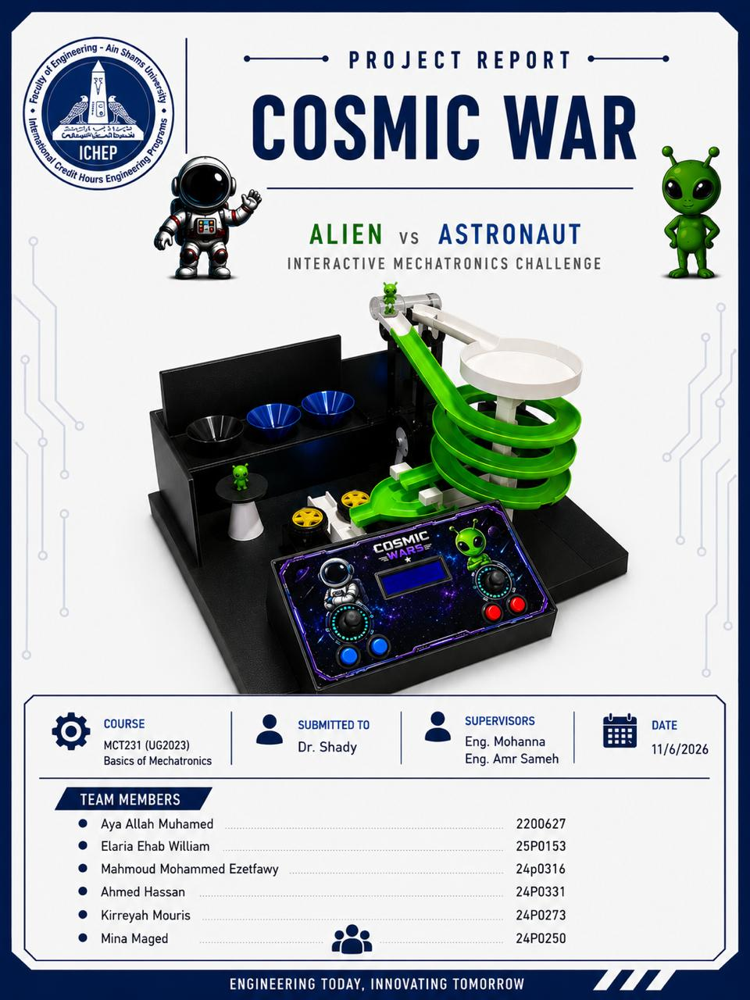 Faculty of Engineering - Ain Shams University
International Credit Hours Engineering Programs
ICHEP
PROJECT REPORT
COSMIC WAR
ALIEN VS ASTRONAUT
INTERACTIVE MECHATRONICS CHALLENGE
COSMIC
WARS
COURSE
MCT231 (UG2023)
Basics of Mechatronics
SUBMITTED TO
Dr. Shady
SUPERVISORS
Eng. Mohanna
Eng. Amr Sameh
DATE
11/6/2026
TEAM MEMBERS
Aya Allah Muhamed 2200627
Elaria Ehab William 25P0153
Mahmoud Mohammed Ezetfawy 24p0316
Ahmed Hassan 24P0331
Kirreyah Mouris 24P0273
Mina Maged 24P0250
ENGINEERING TODAY, INNOVATING TOMORROW